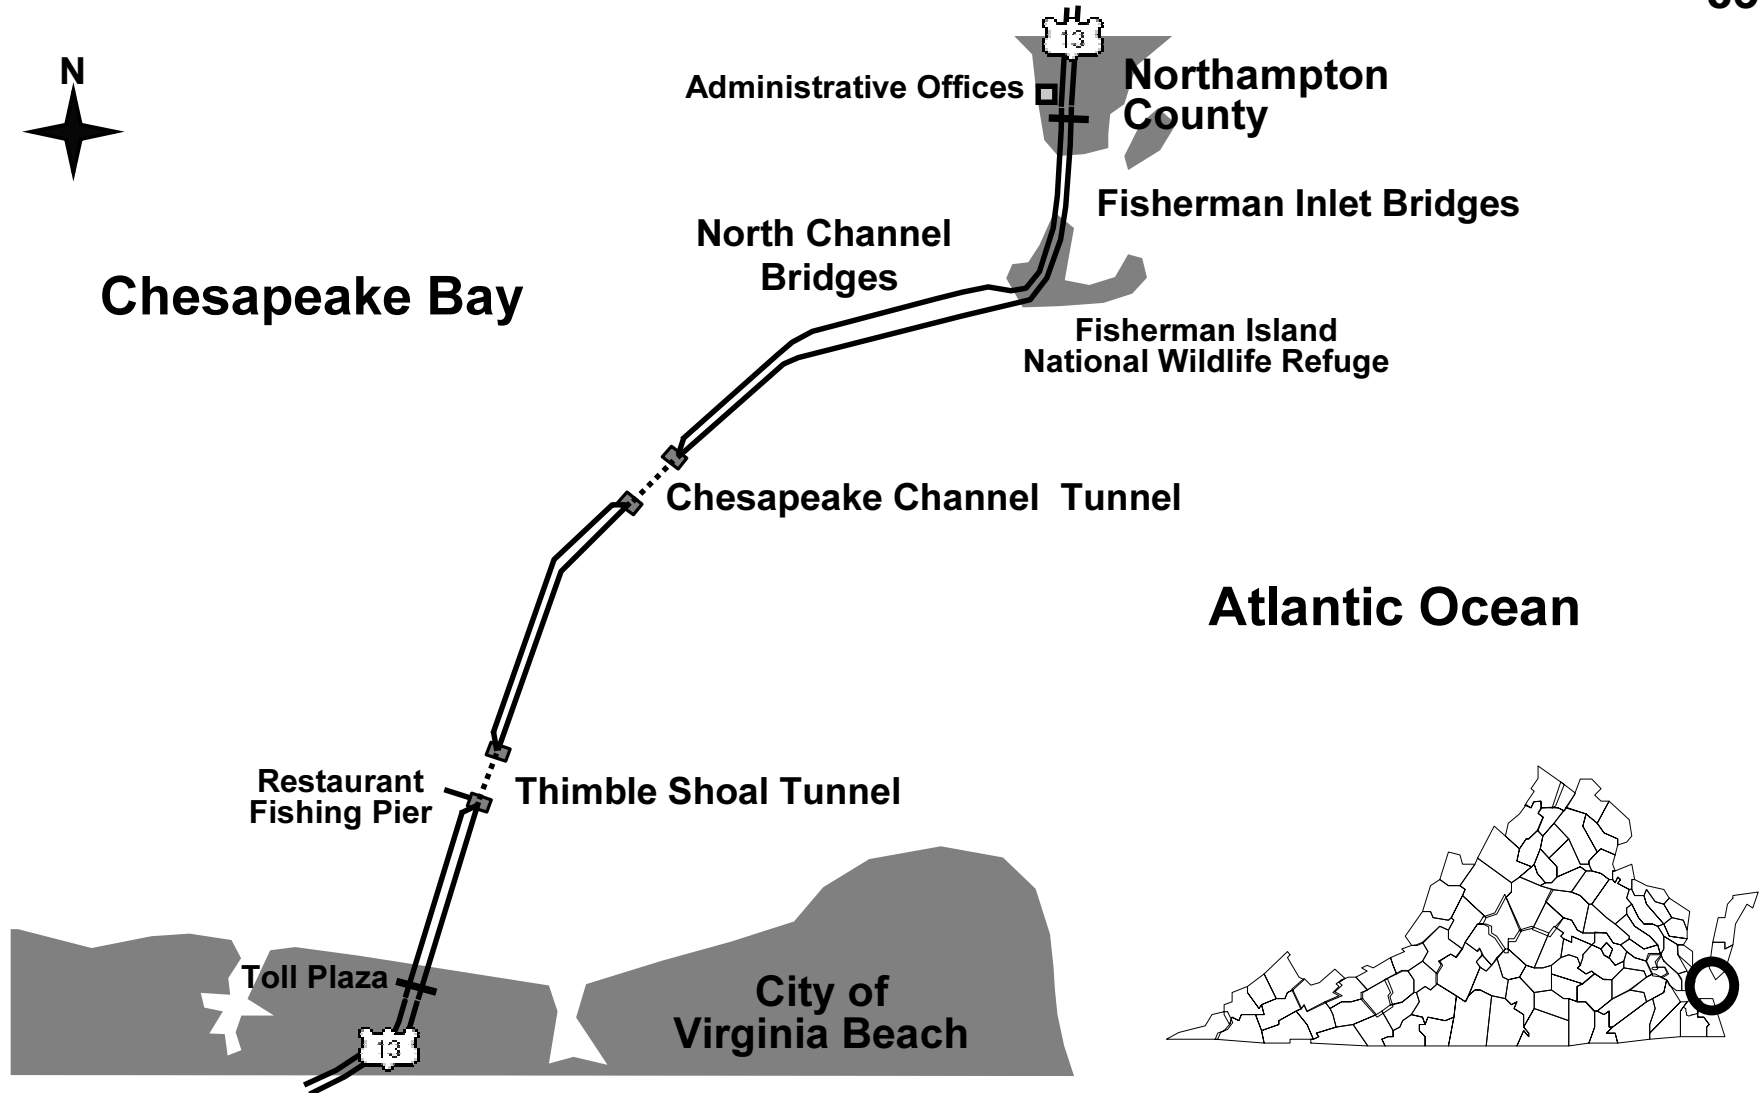 13
N
Administrative Offices
Northampton
County
Fisherman Inlet Bridges
North Channel
Bridges
Chesapeake Bay
Fisherman Island
National Wildlife Refuge
Chesapeake Channel Tunnel
Atlantic Ocean
Restaurant
Fishing Pier
Thimble Shoal Tunnel
Toll Plaza
City of
Virginia Beach
13